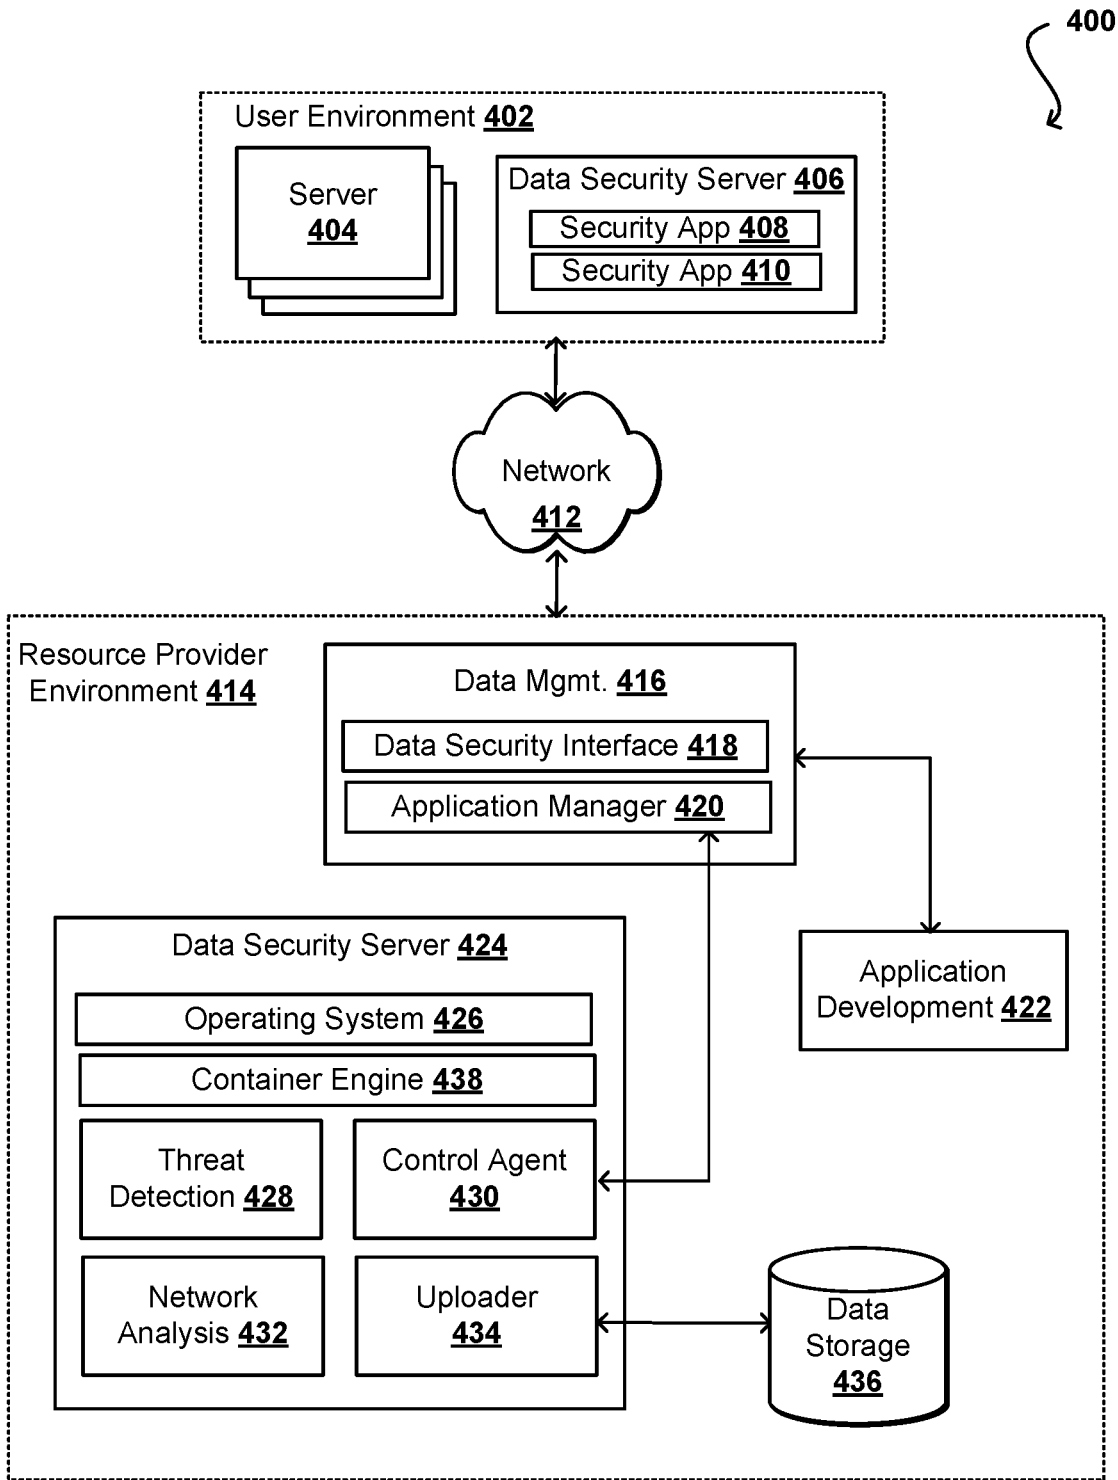 400
User Environment 402
Server
404
Data Security Server 406
Security App 408
Security App 410
Network
412
Resource Provider
Environment 414
Data Mgmt. 416
Data Security Interface 418
Application Manager 420
Data Security Server 424
Operating System 426
Container Engine 438
Threat
Detection 428
Control Agent
430
Network
Analysis 432
Uploader
434
Application
Development 422
Data
Storage
436